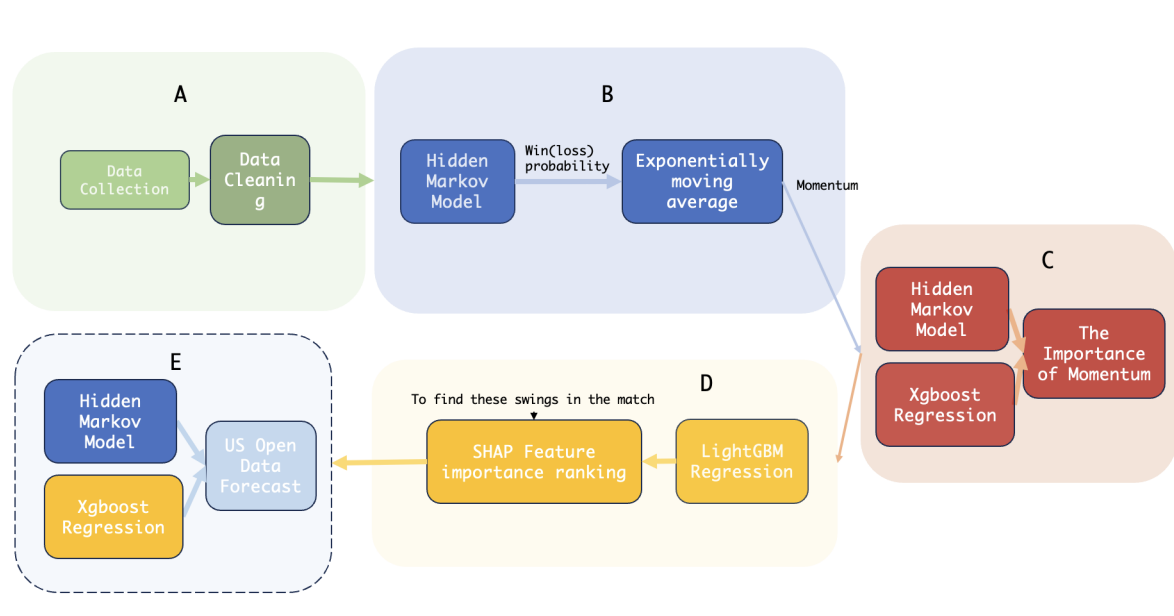 A
Data
Collection
Data
Cleanin
g
B
Hidden
Markov
Model
Win(loss)
probability
Exponentially
moving
average
Momentum
C
Hidden
Markov
Model
Xgboost
Regression
The
Importance
of Momentum
D
To find these swings in the match
LightGBM
Regression
SHAP Feature
importance ranking
E
Hidden
Markov
Model
Xgboost
Regression
US Open
Data
Forecast